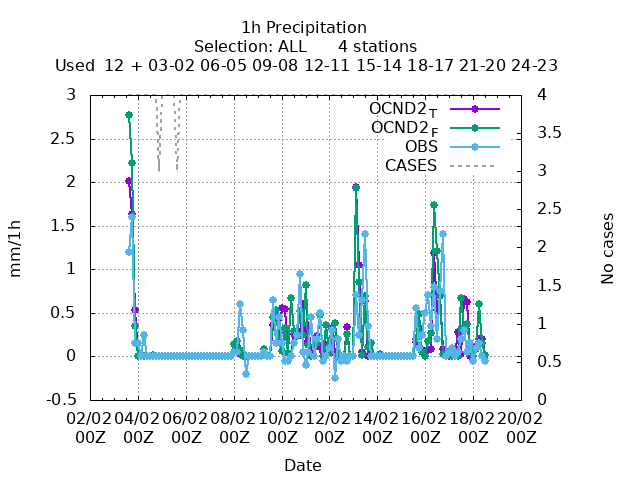 1h Precipitation
Selection: ALL 4 stations
Used 12 + 03-02 06-05 09-08 12-11 15-14 18-17 21-20 24-23
3
2.5
2
1.5
1
0.5
0
-0.5
mm/1h
4
3.5
3
2.5
2
1.5
1
0.5
0
No cases
OCND2T
OCND2F
OBS
CASES
02/02 04/02 06/02 08/02 10/02 12/02 14/02 16/02 18/02 20/02
00Z 00Z 00Z 00Z 00Z 00Z 00Z 00Z 00Z 00Z
Date